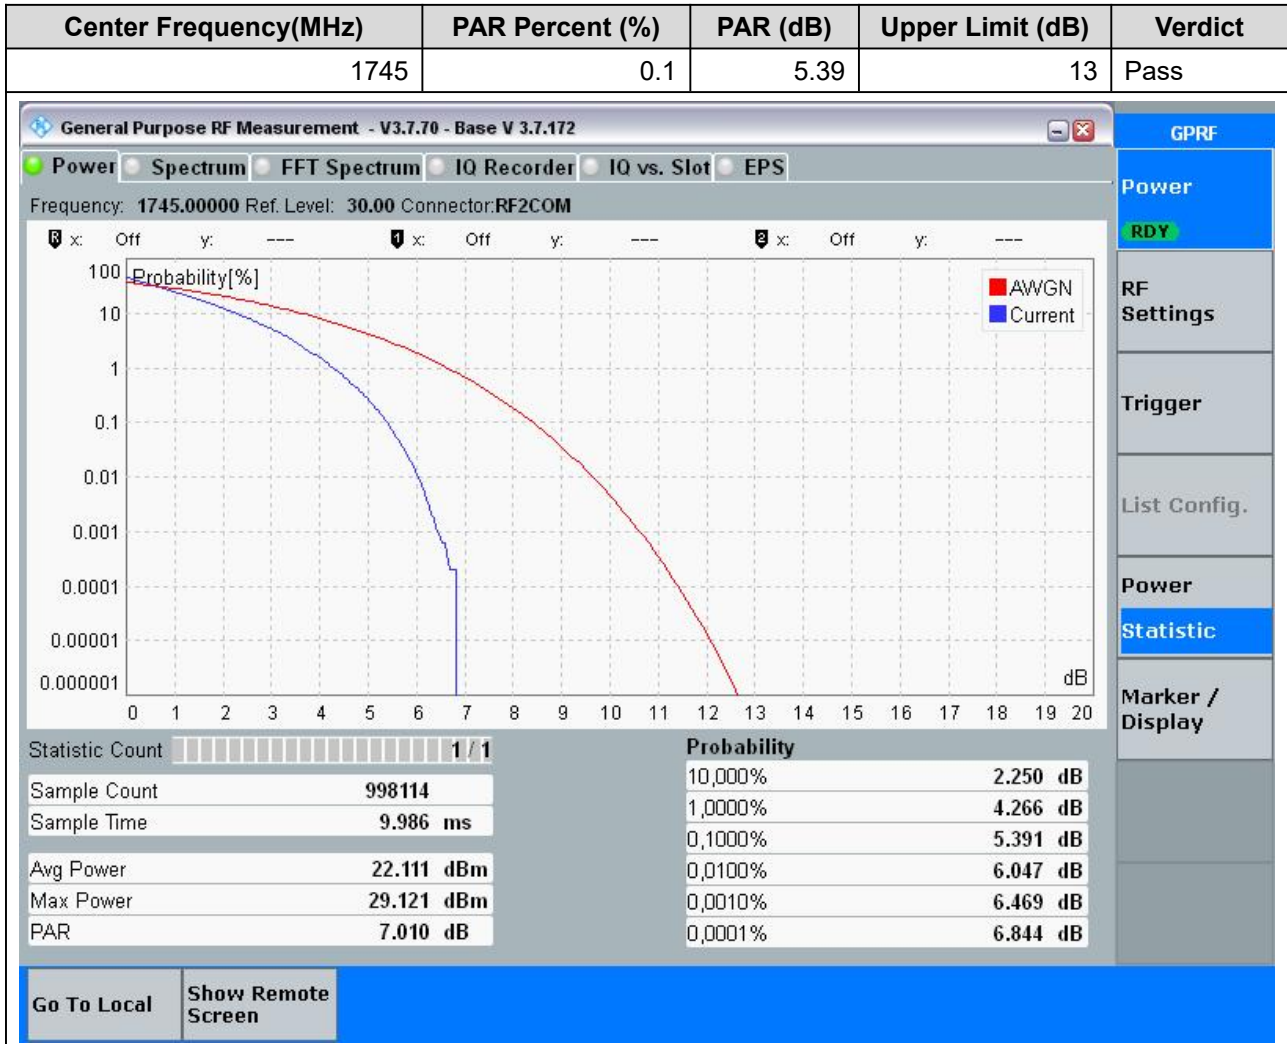 Center Frequency(MHz) PAR Percent (%) PAR (dB) Upper Limit (dB) Verdict
1745 0.1 5.39 13 Pass
General Purpose RF Measurement - V3.7.70 - Base V 3.7.172
GPRF
Power Spectrum FFT Spectrum IQ Recorder IQ vs. Slot EPS
Power
RDY
Frequency: 1745.00000 Ref. Level: 30.00 Connector:RF2COM
R x: Off y: --- 1 x: Off y: --- 2 x: Off y: ---
Probability[%]
100
10
1
0.1
0.01
0.001
0.0001
0.00001
0.000001
AWGN
Current
dB
0 1 2 3 4 5 6 7 8 9 10 11 12 13 14 15 16 17 18 19 20
RF
Settings
Trigger
List Config.
Power
Statistic
Marker /
Display
Statistic Count 1 / 1
Sample Count 998114
Sample Time 9.986 ms
Avg Power 22.111 dBm
Max Power 29.121 dBm
PAR 7.010 dB
Probability
10,000% 2.250 dB
1,0000% 4.266 dB
0,1000% 5.391 dB
0,0100% 6.047 dB
0,0010% 6.469 dB
0,0001% 6.844 dB
Go To Local
Show Remote
Screen